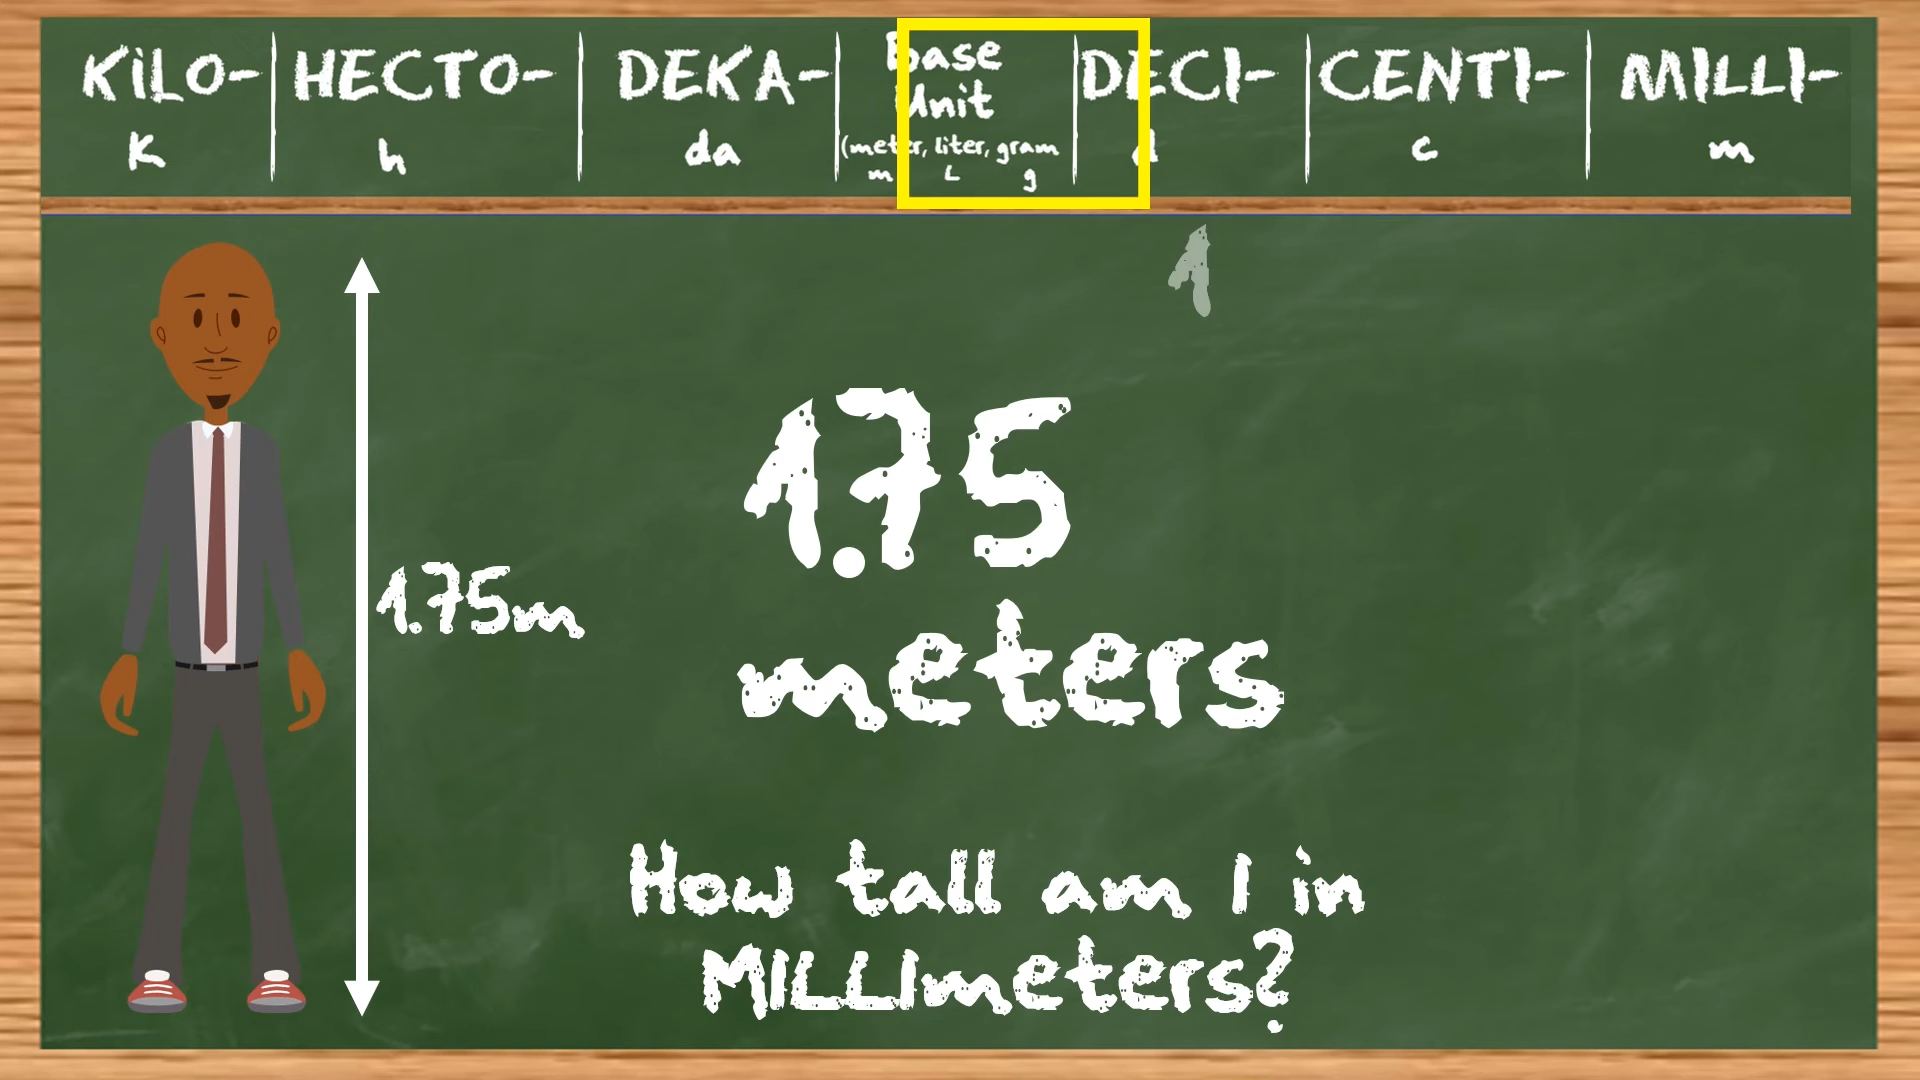 KiLO- HECTO- DEKA- Base Unit DECI- CENTI- MILLI-
K h da (meter, liter, gram d c m
m L g
1
1.75
1.75m
meters
How tall am I in
MILLImeters?